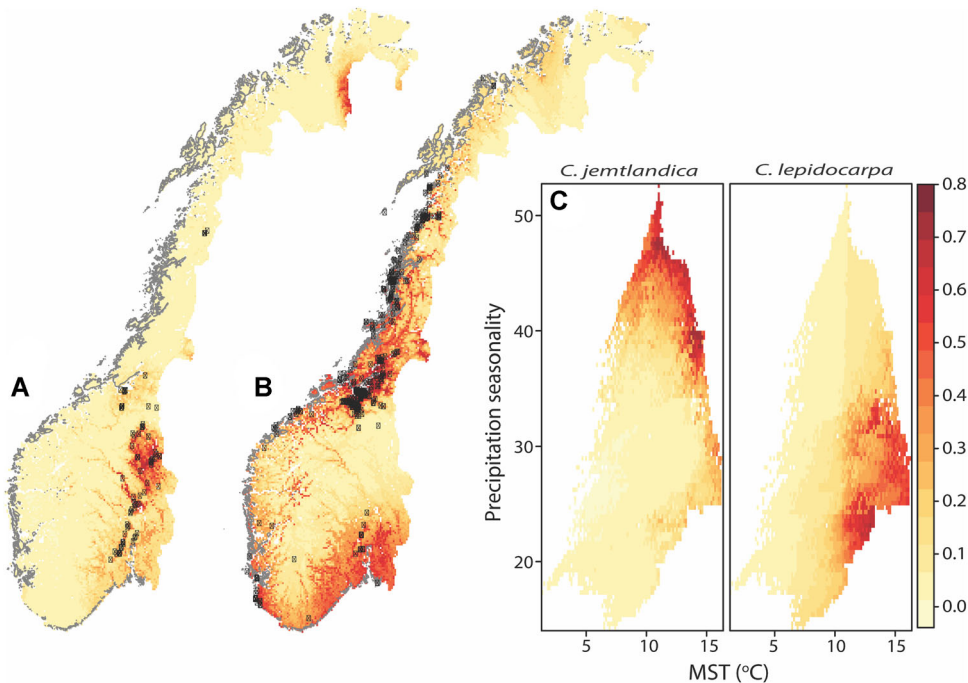 C. jemtlandica C. lepidocarpa
A
B
C
Precipitation seasonality
50
40
30
20
5 10 15 5 10 15
MST (°C)
0.8
0.7
0.6
0.5
0.4
0.3
0.2
0.1
0.0